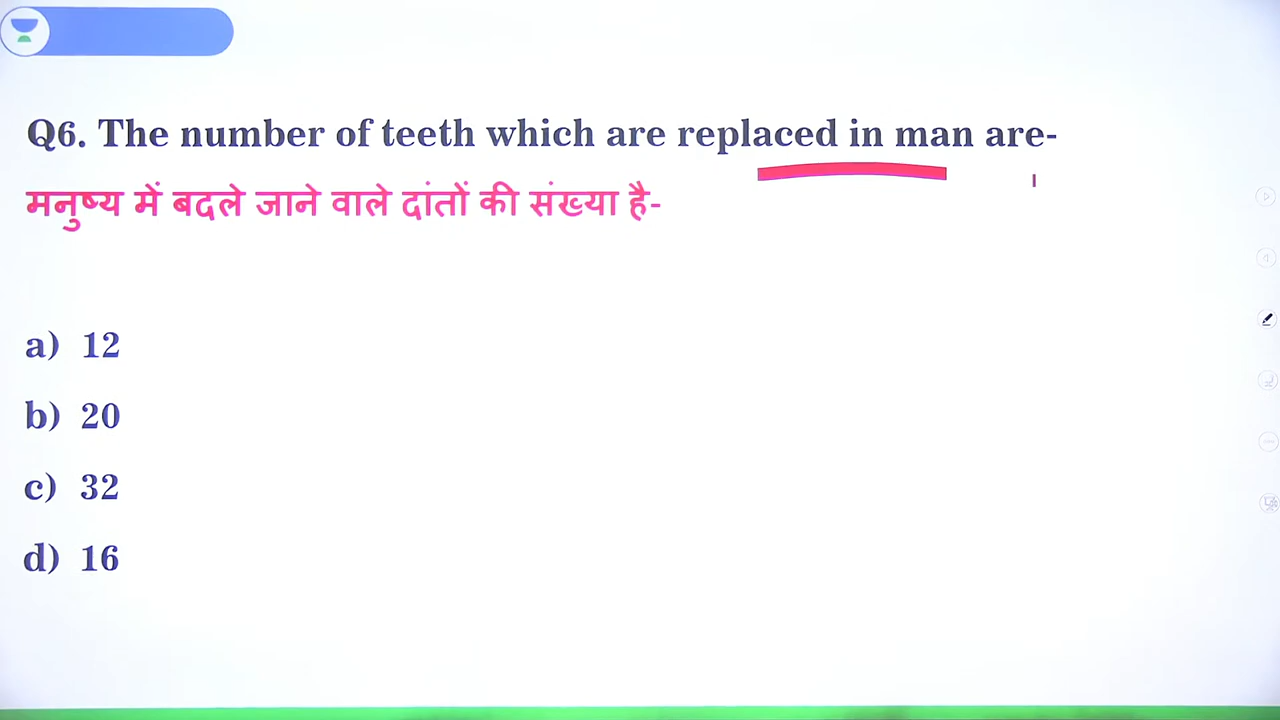 Q6. The number of teeth which are replaced in man are-
मनुष्य में बदले जाने वाले दांतों की संख्या है-
a) 12
b) 20
c) 32
d) 16